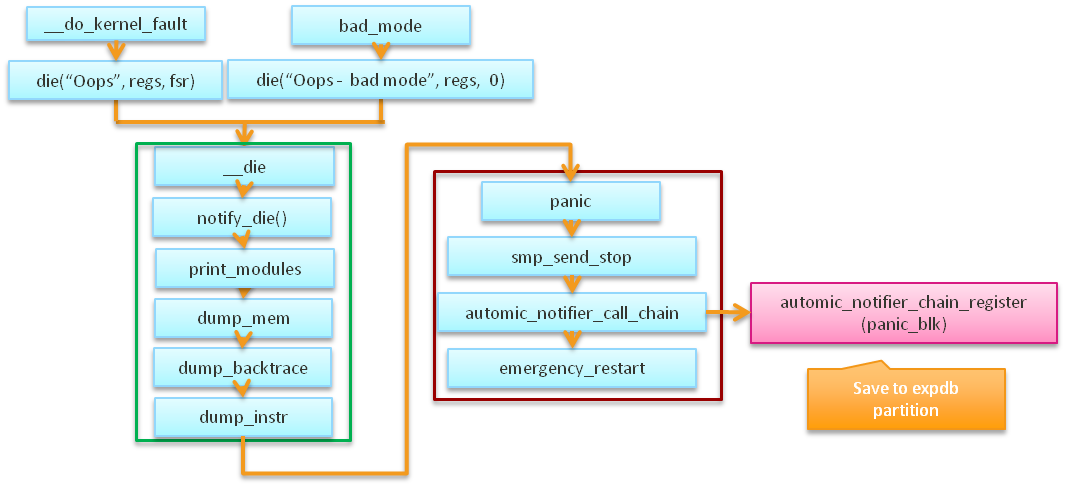 __do_kernel_fault
bad_mode
die(“Oops”, regs, fsr)
die(“Oops - bad mode”, regs, 0)
__die
notify_die()
print_modules
dump_mem
dump_backtrace
dump_instr
panic
smp_send_stop
automic_notifier_call_chain
emergency_restart
automic_notifier_chain_register
(panic_blk)
Save to expdb
partition